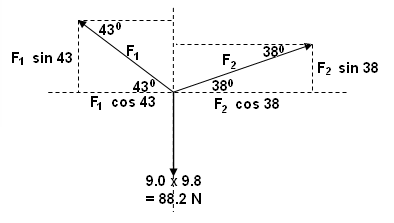 43⁰
F₁
F₁ sin 43
43⁰
F₁ cos 43
F₂
38⁰
38⁰
F₂ sin 38
F₂ cos 38
9.0 x 9.8
= 88.2 N